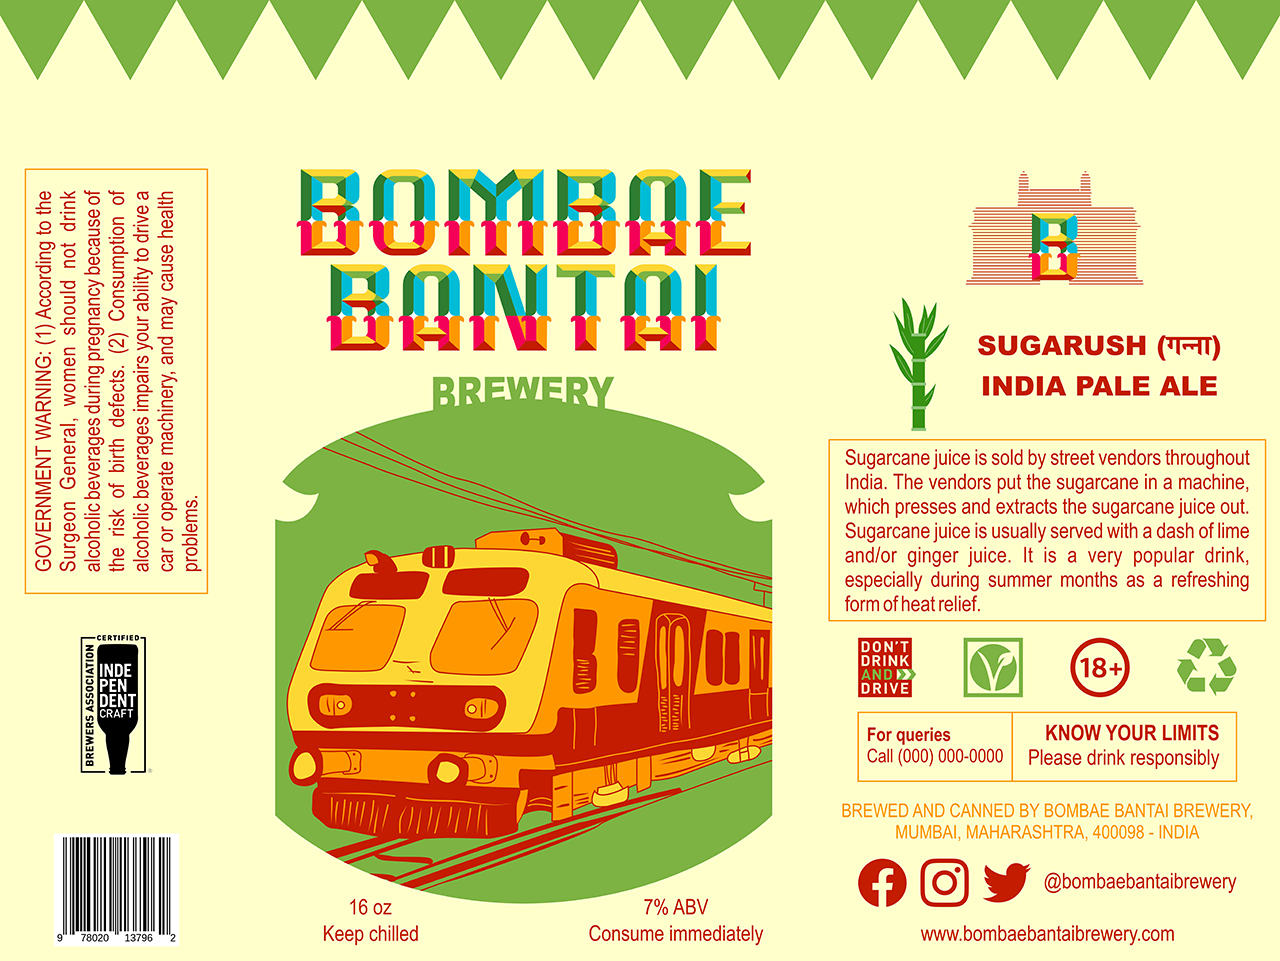 GOVERNMENT WARNING: (1) According to the
Surgeon General, women should not drink
alcoholic beverages during pregnancy because of
the risk of birth defects. (2) Consumption of
alcoholic beverages impairs your ability to drive a
car or operate machinery, and may cause health
problems.
CERTIFIED
BREWERS ASSOCIATION
INDE
PEN
DENT
CRAFT
9 78020 13796 2
BOMBAE
BANTAI
BREWERY
16 oz
Keep chilled
7% ABV
Consume immediately
B
SUGARUSH (गन्ना)
INDIA PALE ALE
Sugarcane juice is sold by street vendors throughout
India. The vendors put the sugarcane in a machine,
which presses and extracts the sugarcane juice out.
Sugarcane juice is usually served with a dash of lime
and/or ginger juice. It is a very popular drink,
especially during summer months as a refreshing
form of heat relief.
DON'T
DRINK
AND
DRIVE
V
18+
For queries
Call (000) 000-0000
KNOW YOUR LIMITS
Please drink responsibly
BREWED AND CANNED BY BOMBAE BANTAI BREWERY,
MUMBAI, MAHARASHTRA, 400098 - INDIA
@bombaebantaibrewery
www.bombaebantaibrewery.com